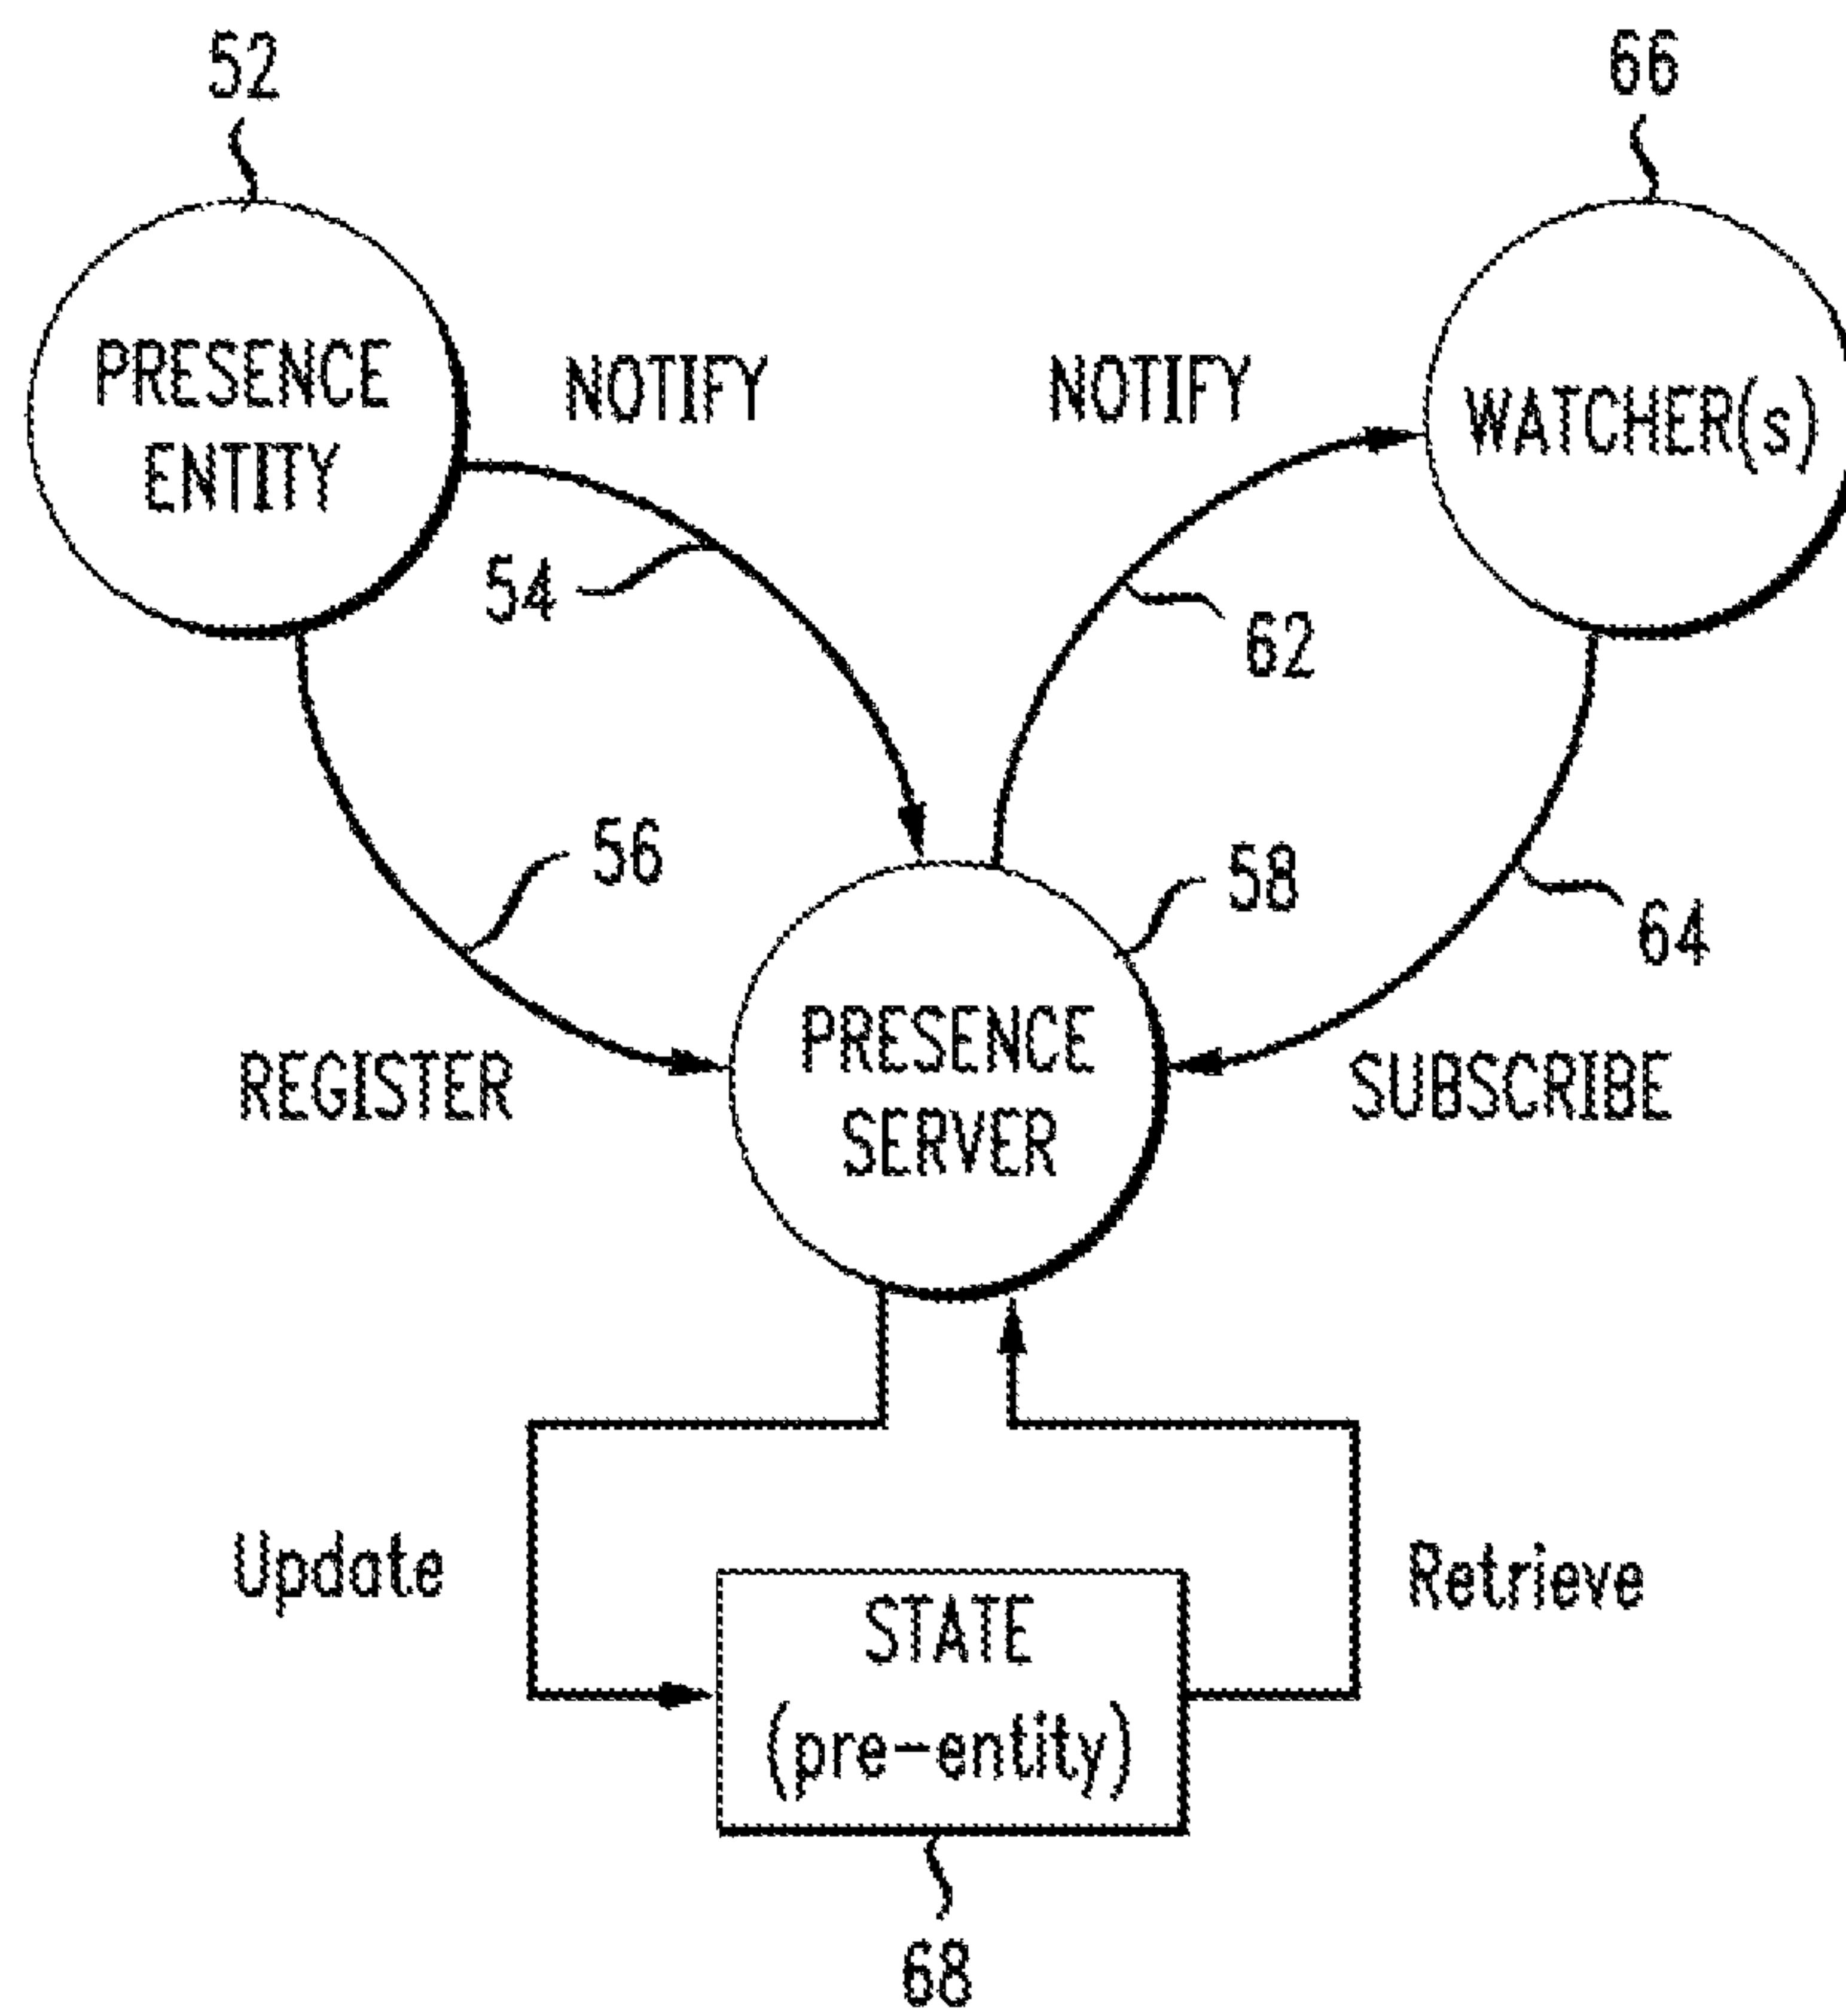 52
66
PRESENCE
ENTITY
NOTIFY
NOTIFY
WATCHER(s)
54
62
56
58
64
REGISTER
PRESENCE
SERVER
SUBSCRIBE
Update
STATE
(pre-entity)
Retrieve
68